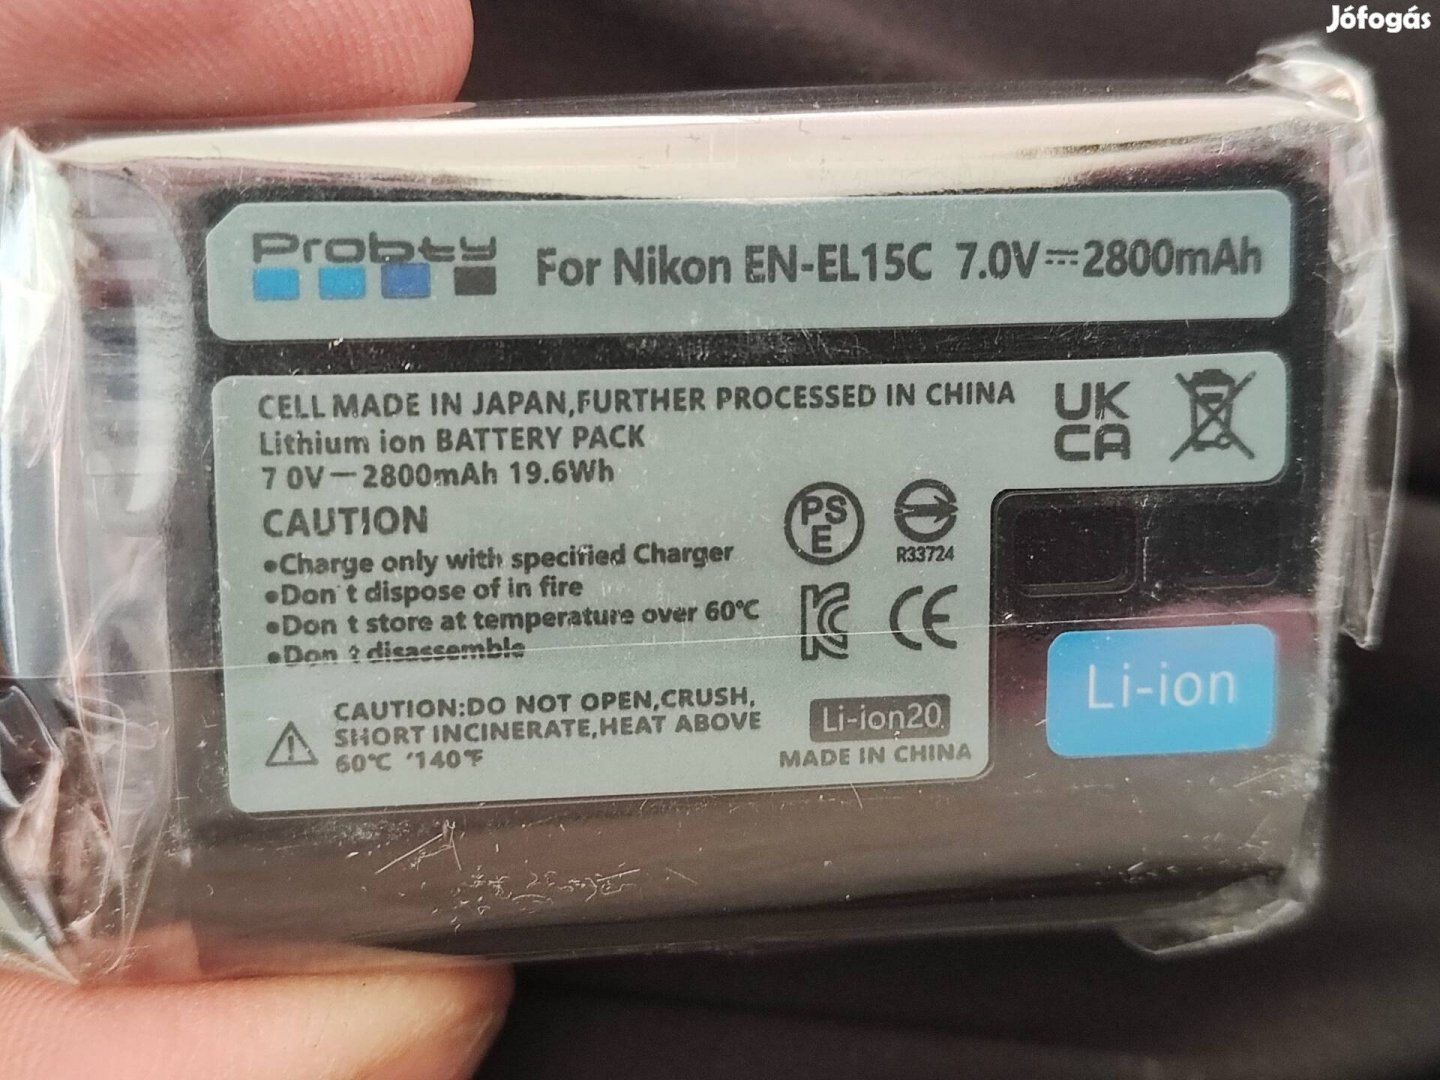 Jófogás
Probty For Nikon EN-EL15C 7.0V⎓2800mAh
CELL MADE IN JAPAN,FURTHER PROCESSED IN CHINA
Lithium ion BATTERY PACK
7 0V—2800mAh 19.6Wh
UK
CA
CAUTION
•Charge only with specified Charger
•Don't dispose of in fire
•Don t store at temperature over 60℃
•Don t disassemble
PS
E
R33724
CE
CAUTION:DO NOT OPEN,CRUSH,
SHORT INCINERATE,HEAT ABOVE
60℃ '140℉
Li-ion20
MADE IN CHINA
Li-ion